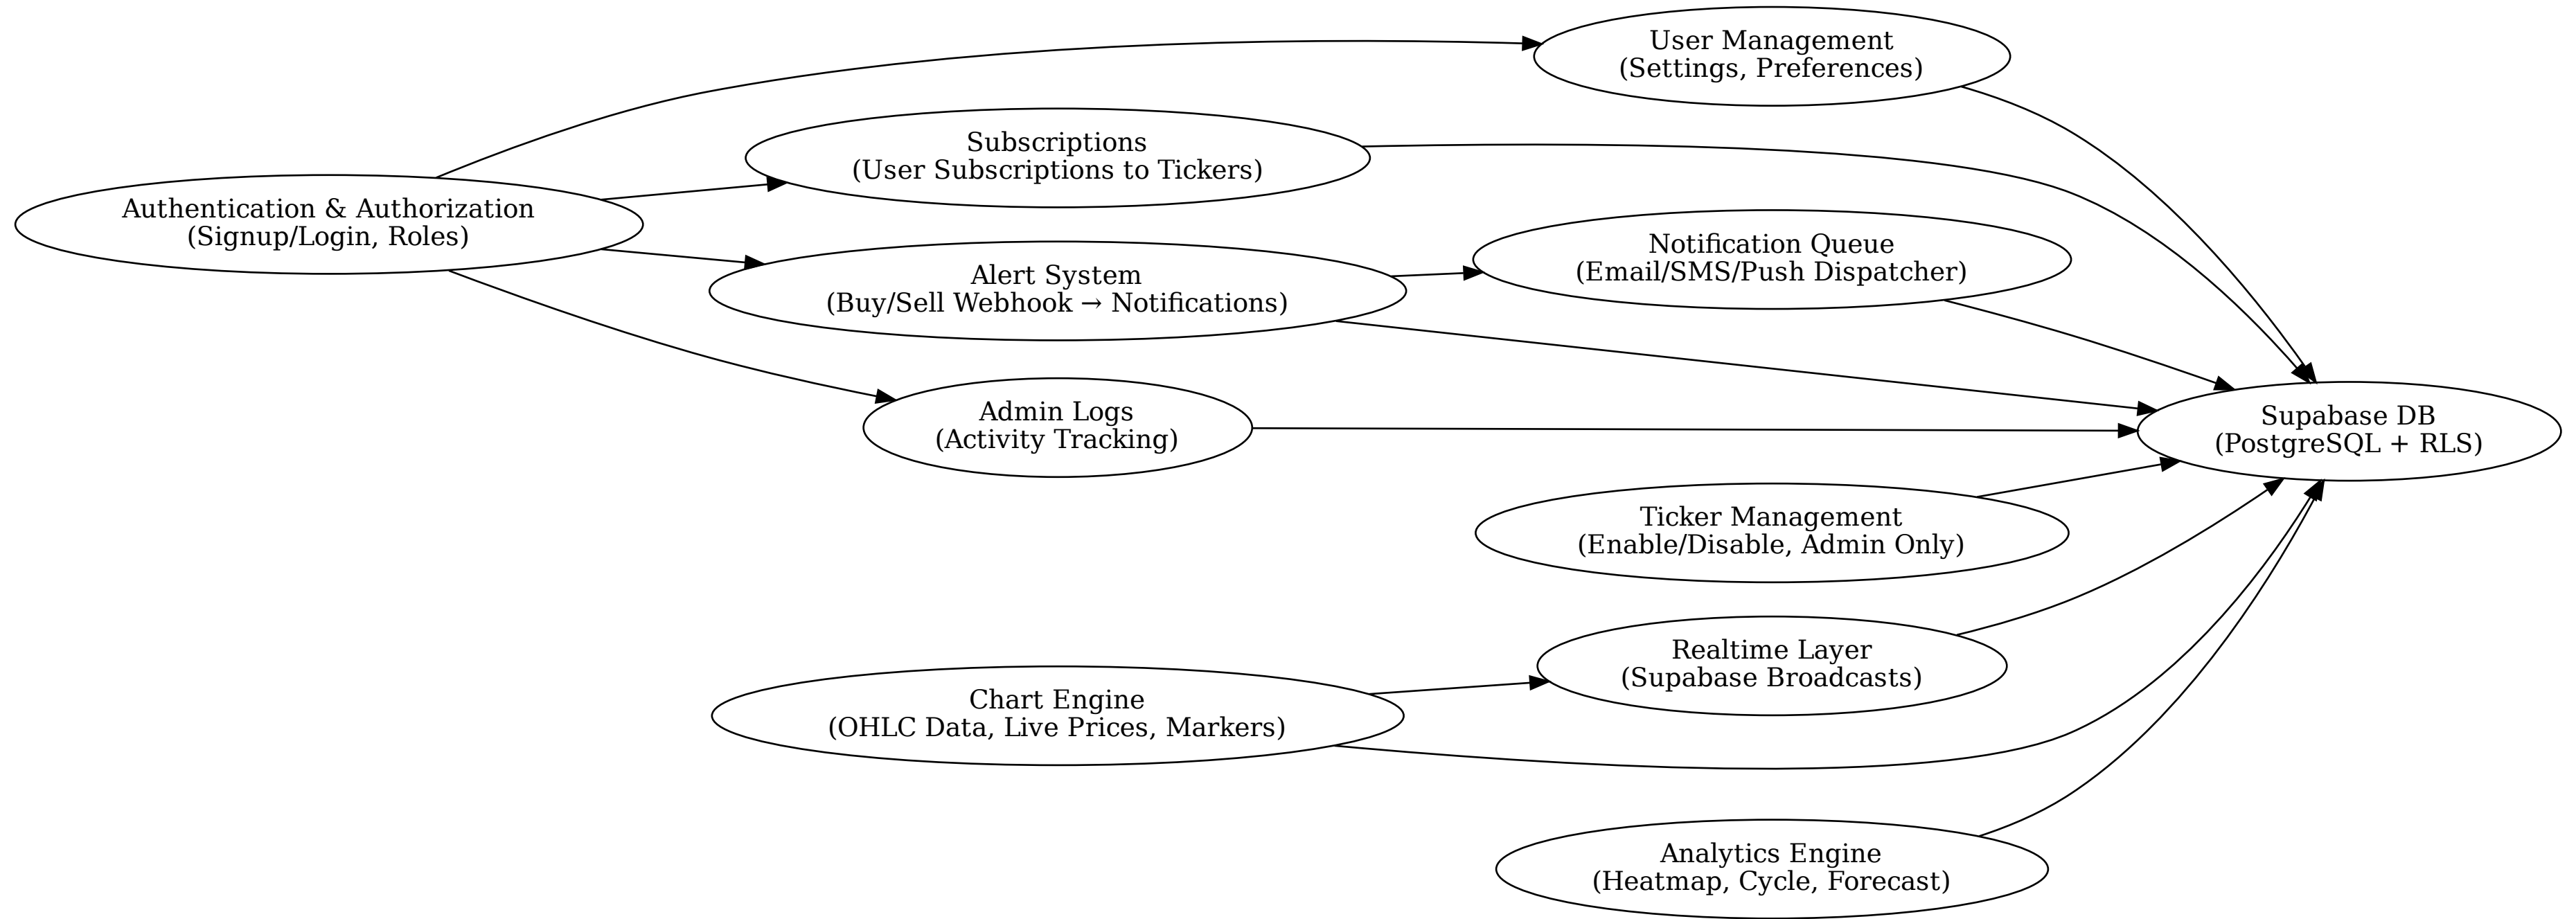 User Management
(Settings, Preferences)
Subscriptions
(User Subscriptions to Tickers)
Authentication & Authorization
(Signup/Login, Roles)
Notification Queue
(Email/SMS/Push Dispatcher)
Alert System
(Buy/Sell Webhook → Notifications)
Admin Logs
(Activity Tracking)
Supabase DB
(PostgreSQL + RLS)
Ticker Management
(Enable/Disable, Admin Only)
Realtime Layer
(Supabase Broadcasts)
Chart Engine
(OHLC Data, Live Prices, Markers)
Analytics Engine
(Heatmap, Cycle, Forecast)